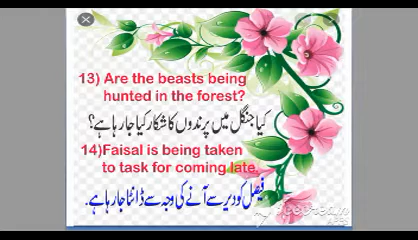 13) Are the beasts being
hunted in the forest?
کیا جنگل میں پرندوں کا شکار کیا جا رہا ہے؟
14)Faisal is being taken
to task for coming late.
فیصل کو دیر سے آنے کی وجہ سے ڈانٹا جا رہا ہے.